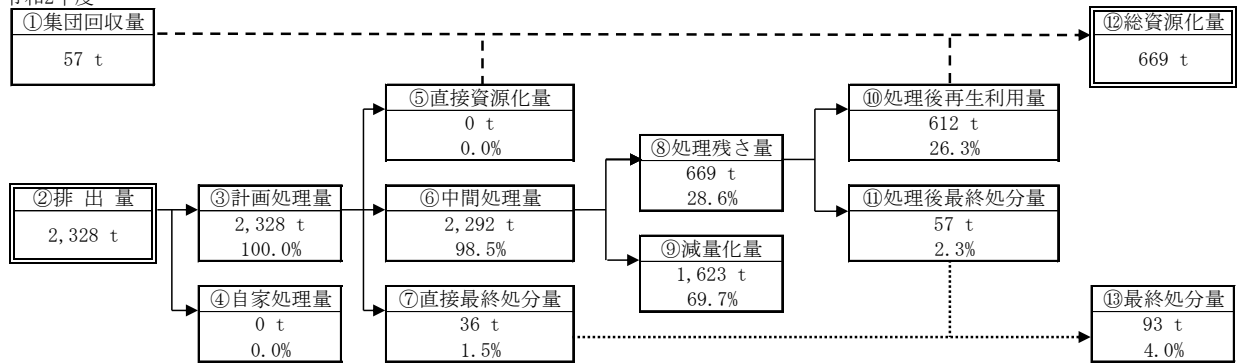 令和2年度
①集団回収量
57 t
⑫総資源化量
669 t
⑤直接資源化量
0 t
0.0%
⑩処理後再生利用量
612 t
26.3%
⑧処理残さ量
669 t
28.6%
②排 出 量
2,328 t
③計画処理量
2,328 t
100.0%
⑥中間処理量
2,292 t
98.5%
⑪処理後最終処分量
57 t
2.3%
⑨減量化量
1,623 t
69.7%
④自家処理量
0 t
0.0%
⑦直接最終処分量
36 t
1.5%
⑬最終処分量
93 t
4.0%